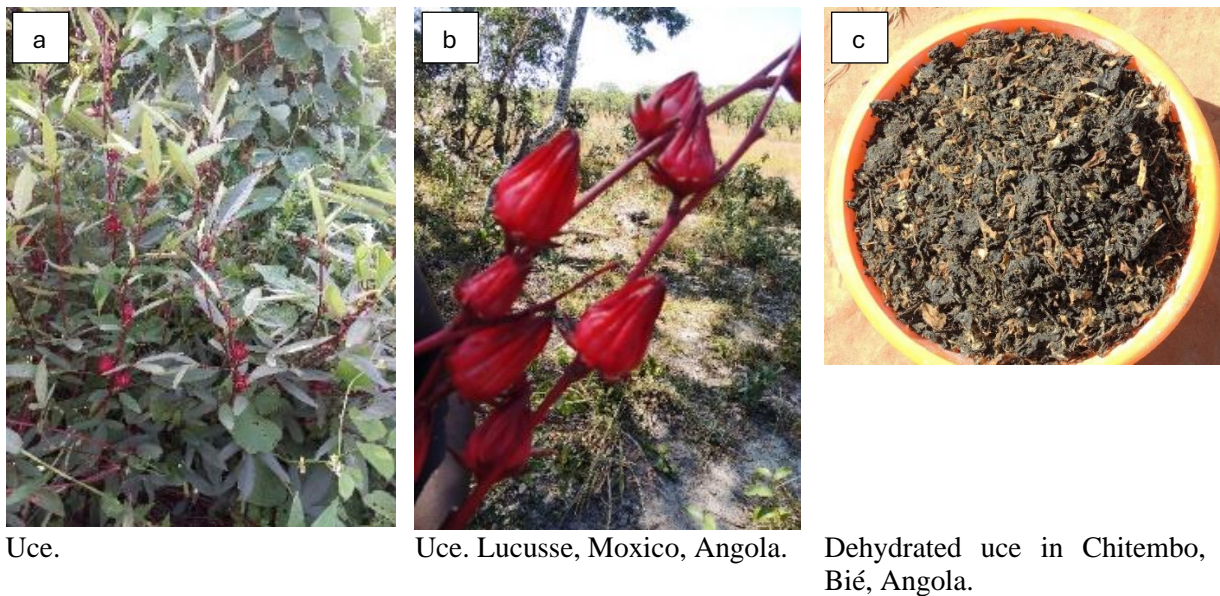 a
b
c
Uce.
Uce. Lucusse, Moxico, Angola.
Dehydrated uce in Chitembo,
Bié, Angola.